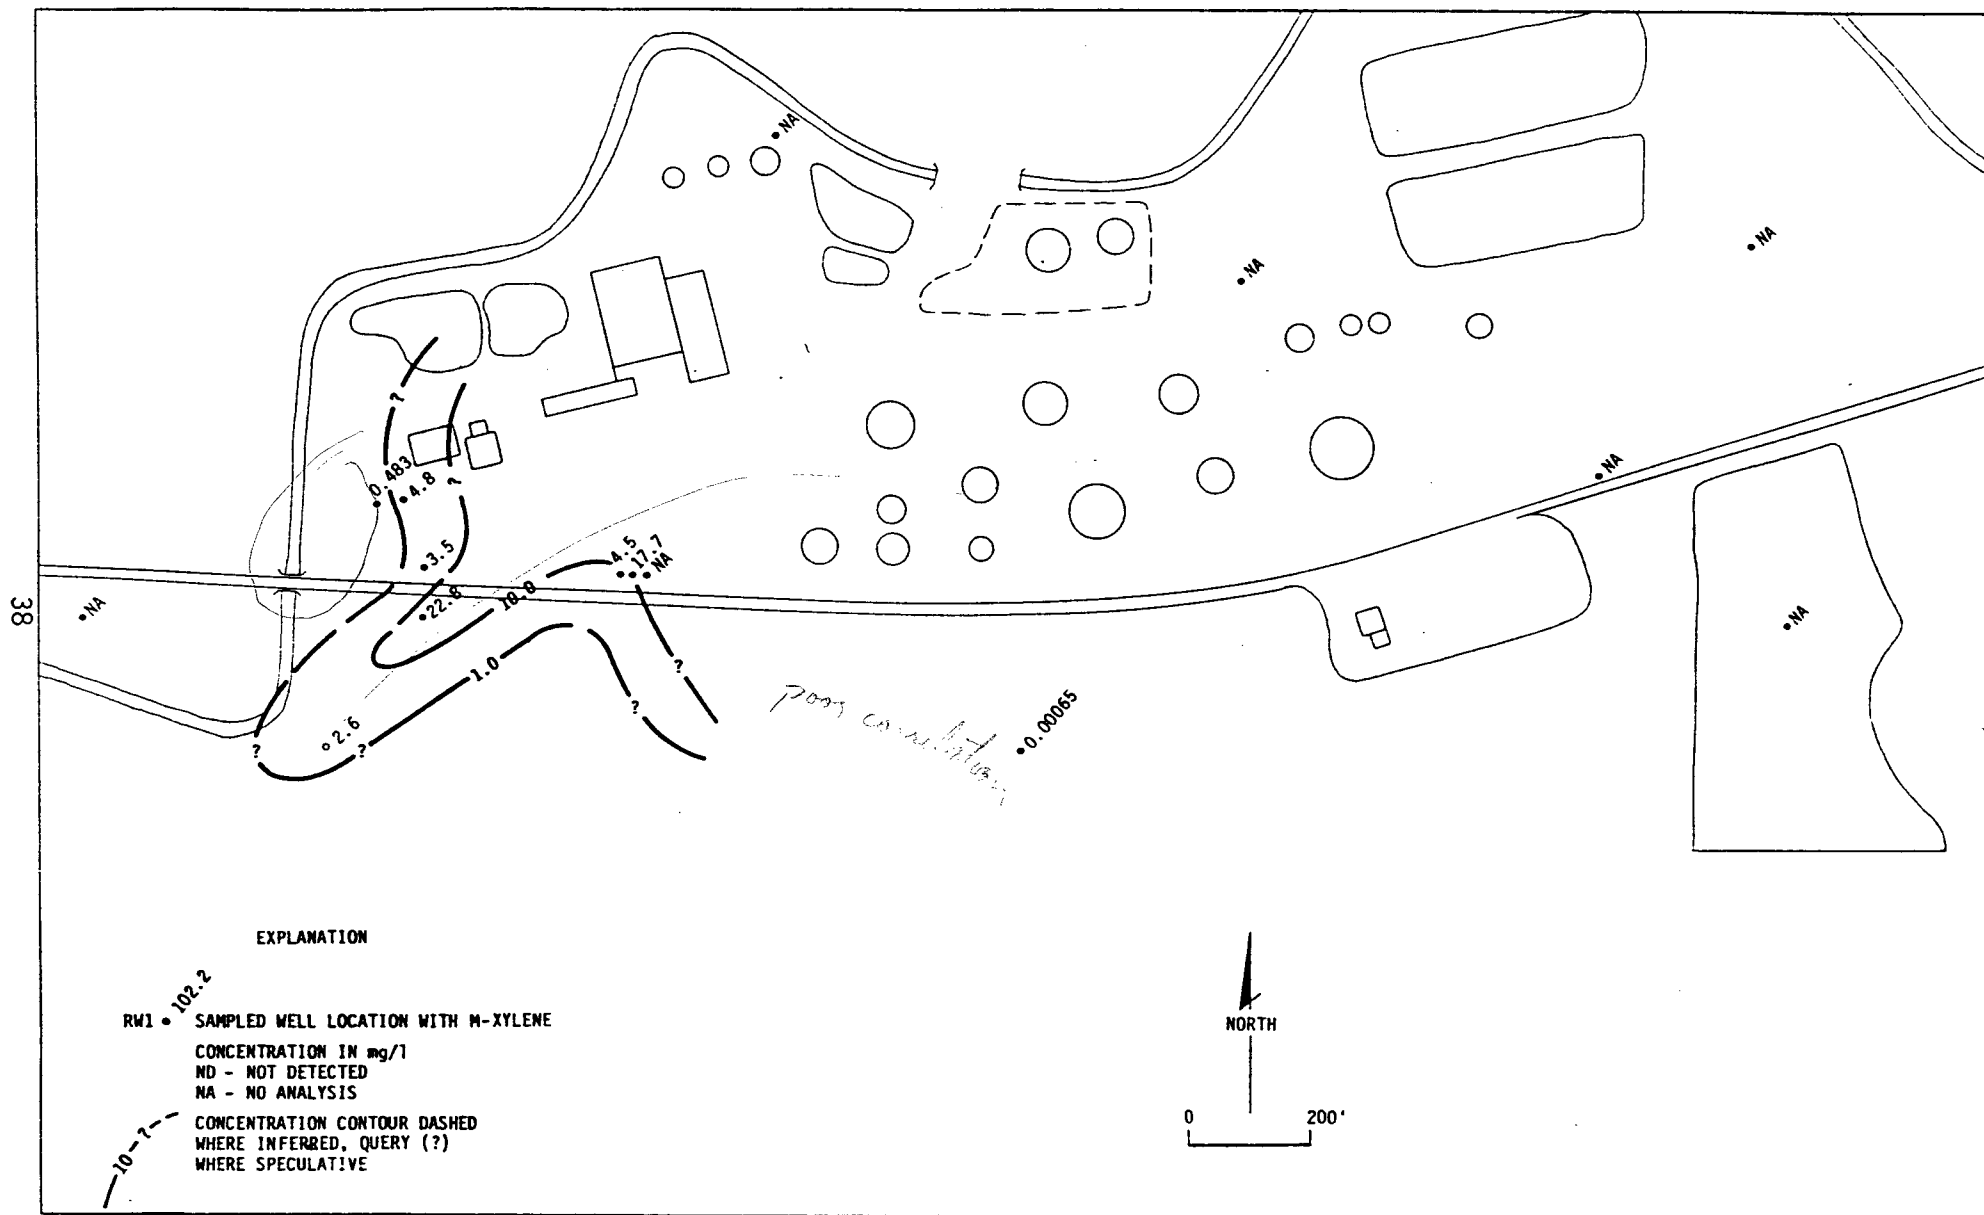 NA
NA
NA
?
0.483
4.8
?
NA
3.5
4.5
17.7
NA
NA
22.8
10.0
NA
38
1.0
?
?
poor correlation
0.00065
2.6
?
?
EXPLANATION
102.2
RW1 • SAMPLED WELL LOCATION WITH M-XYLENE
CONCENTRATION IN mg/l
ND - NOT DETECTED
NA - NO ANALYSIS
10-?-- CONCENTRATION CONTOUR DASHED
WHERE INFERRED, QUERY (?)
WHERE SPECULATIVE
NORTH
0 200'